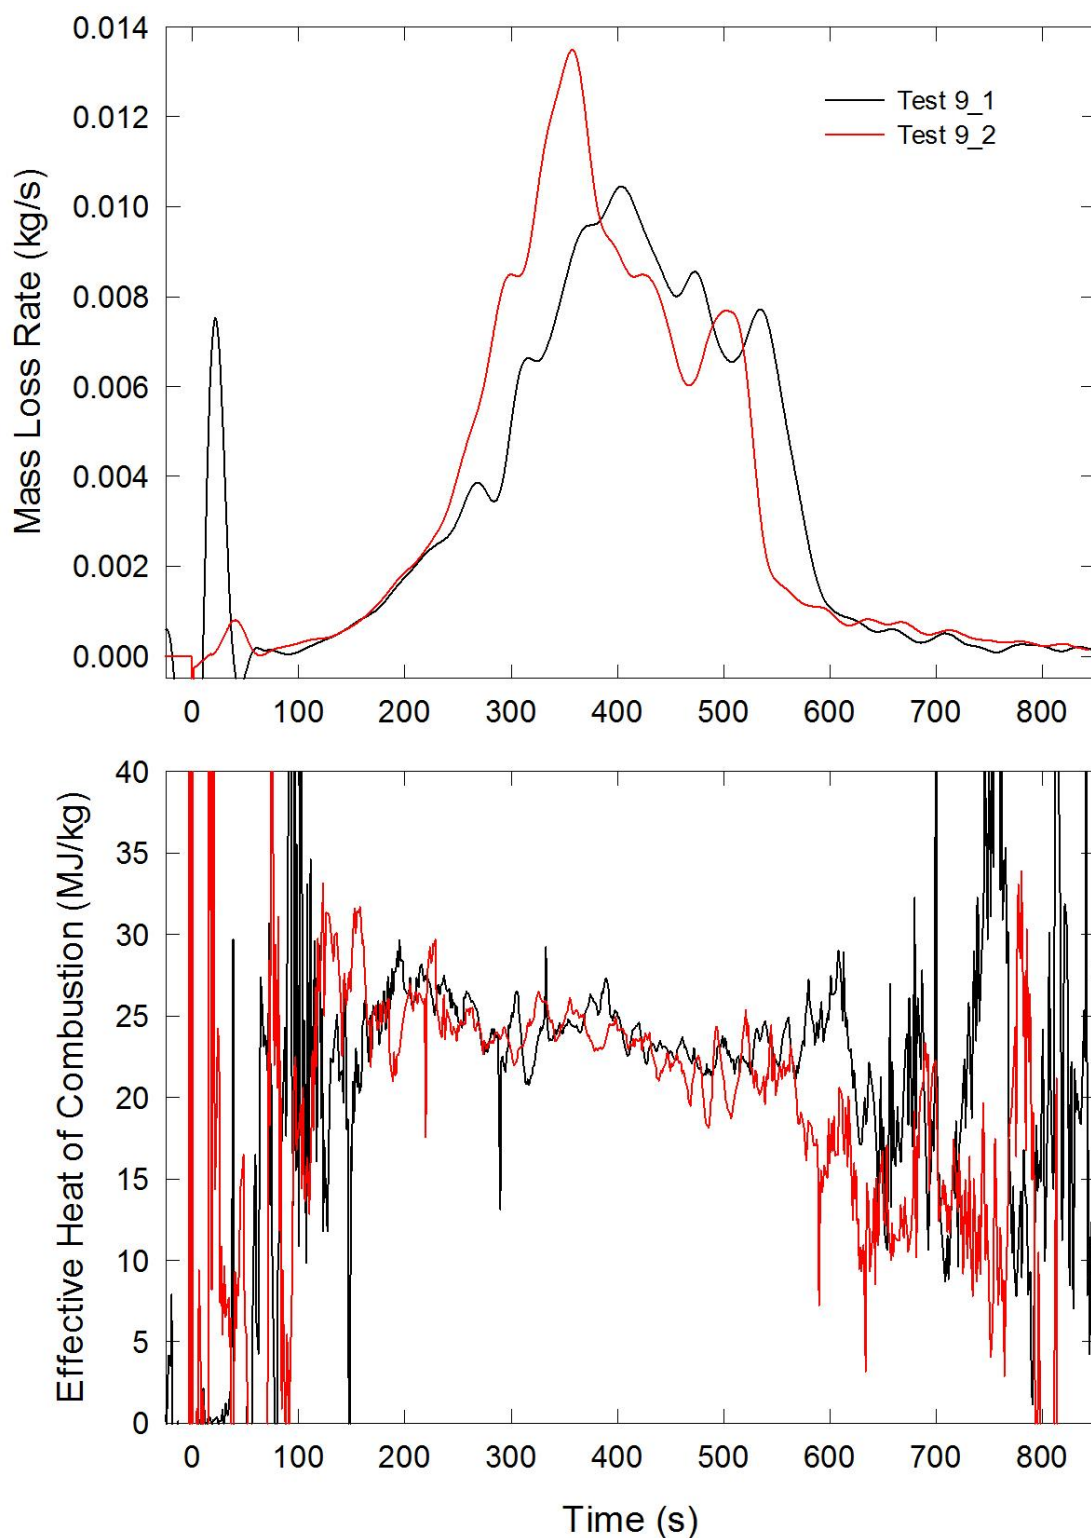 Mass Loss Rate (kg/s)
0.014
0.012
0.010
0.008
0.006
0.004
0.002
0.000
Test 9_1
Test 9_2
0 100 200 300 400 500 600 700 800
Effective Heat of Combustion (MJ/kg)
40
35
30
25
20
15
10
5
0
0 100 200 300 400 500 600 700 800
Time (s)